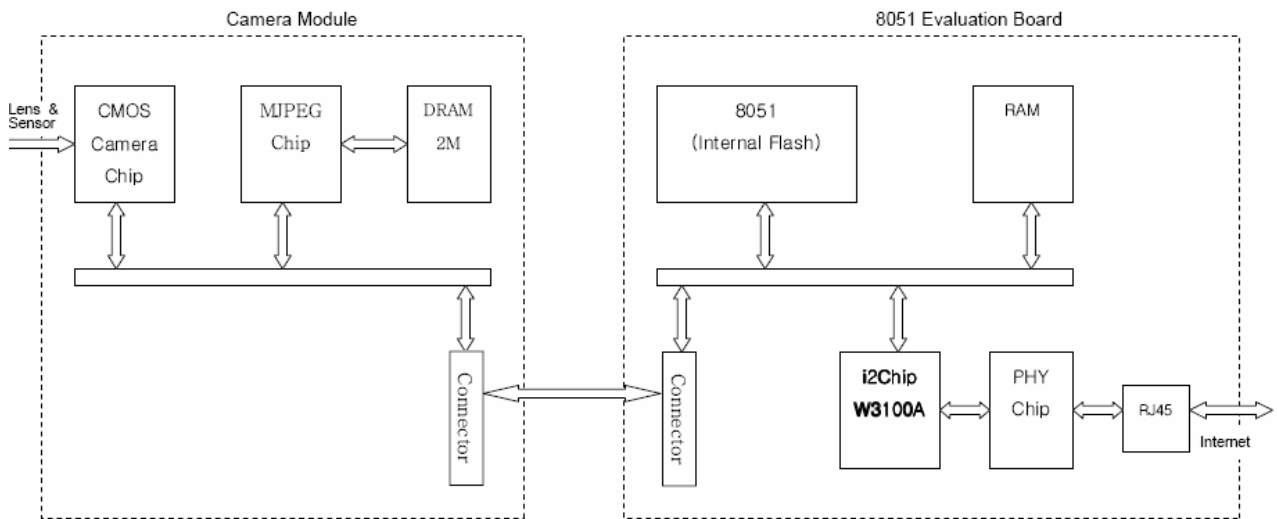 Camera Module
8051 Evaluation Board
Lens &
Sensor
CMOS
Camera
Chip
MJPEG
Chip
DRAM
2M
8051
(Internal Flash)
RAM
Connector
Connector
i2Chip
W3100A
PHY
Chip
RJ45
Internet